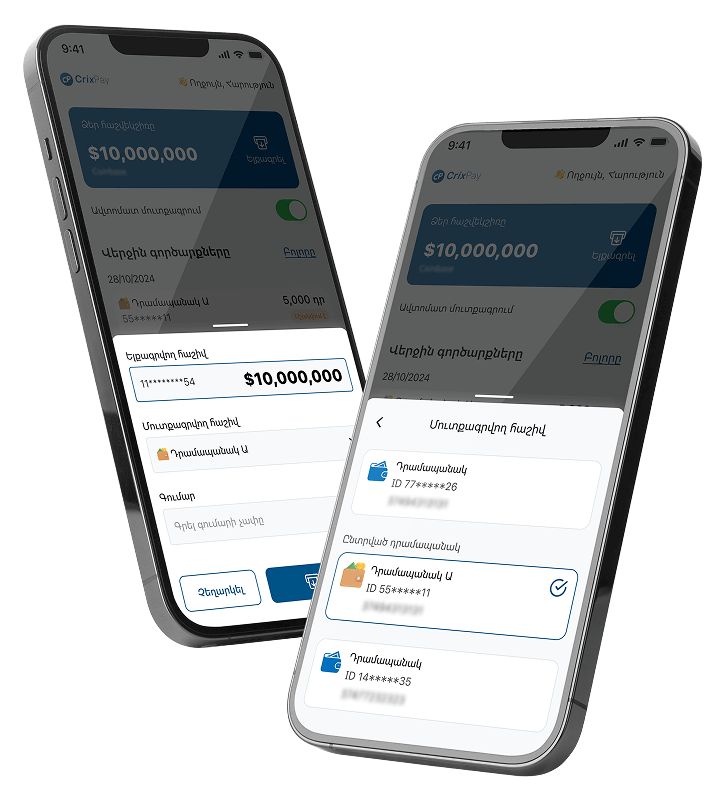 9:41
CrixPay
👋 Ողջույն, Հարություն
Ձեր հաշվեկշիռը
$10,000,000
Coinbase
Ելքագրել
Ավտոմատ մուտքագրում
Վերջին գործարքները
Բոլորը
28/10/2024
Դրամապանակ Ա
5,000 դր
55*****11
Ելքագրվող հաշիվ
11********54
$10,000,000
Մուտքագրվող հաշիվ
Դրամապանակ Ա
Գումար
Գրել գումարի չափը
Չեղարկել
9:41
CrixPay
👋 Ողջույն, Հարություն
Ձեր հաշվեկշիռը
$10,000,000
Coinbase
Ելքագրել
Ավտոմատ մուտքագրում
Վերջին գործարքները
Բոլորը
28/10/2024
Մուտքագրվող հաշիվ
Դրամապանակ
ID 77*****26
Ընտրված դրամապանակ
Դրամապանակ Ա
ID 55*****11
Դրամապանակ
ID 14*****35